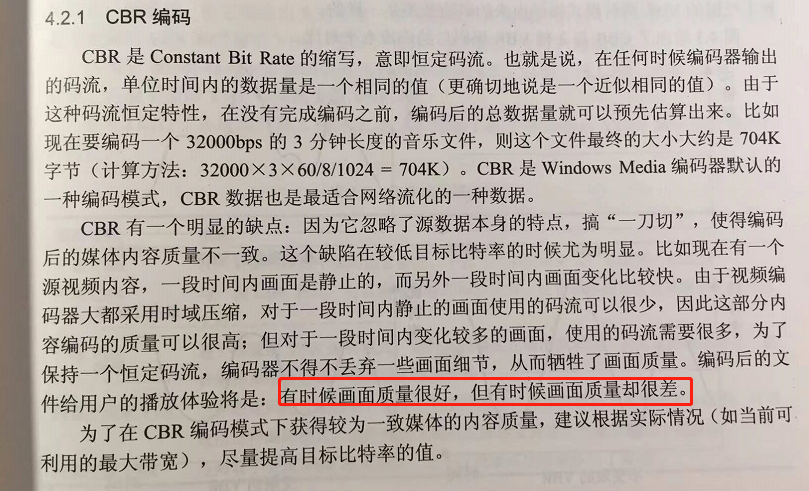 4.2.1 CBR 编码
CBR 是 Constant Bit Rate 的缩写，意即恒定码流。也就是说，在任何时候编码器输出
的码流，单位时间内的数据量是一个相同的值（更确切地说是一个近似相同的值）。由于
这种码流恒定特性，在没有完成编码之前，编码后的总数据量就可以预先估算出来。比如
现在要编码一个 32000bps 的 3 分钟长度的音乐文件，则这个文件最终的大小大约是 704K
字节（计算方法：32000×3×60/8/1024 = 704K）。CBR 是 Windows Media 编码器默认的
一种编码模式，CBR 数据也是最适合网络流化的一种数据。
CBR 有一个明显的缺点：因为它忽略了源数据本身的特点，搞“一刀切”，使得编码
后的媒体内容质量不一致。这个缺陷在较低目标比特率的时候尤为明显。比如现在有一个
源视频内容，一段时间内画面是静止的，而另外一段时间内画面变化比较快。由于视频编
码器大都采用时域压缩，对于一段时间内静止的画面使用的码流可以很少，因此这部分内
容编码的质量可以很高；但对于一段时间内变化较多的画面，使用的码流需要很多，为了
保持一个恒定码流，编码器不得不丢弃一些画面细节，从而牺牲了画面质量。编码后的文
件给用户的播放体验将是：有时候画面质量很好，但有时候画面质量却很差。
为了在 CBR 编码模式下获得较为一致媒体的内容质量，建议根据实际情况（如当前可
利用的最大带宽），尽量提高目标比特率的值。